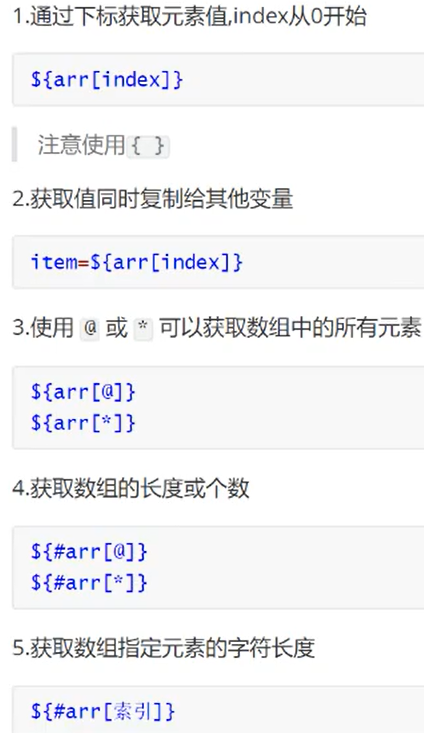 1.通过下标获取元素值,index从0开始
${arr[index]}
注意使用{ }
2.获取值同时复制给其他变量
item=${arr[index]}
3.使用 @ 或 * 可以获取数组中的所有元素
${arr[@]}
${arr[*]}
4.获取数组的长度或个数
${#arr[@]}
${#arr[*]}
5.获取数组指定元素的字符长度
${#arr[索引]}